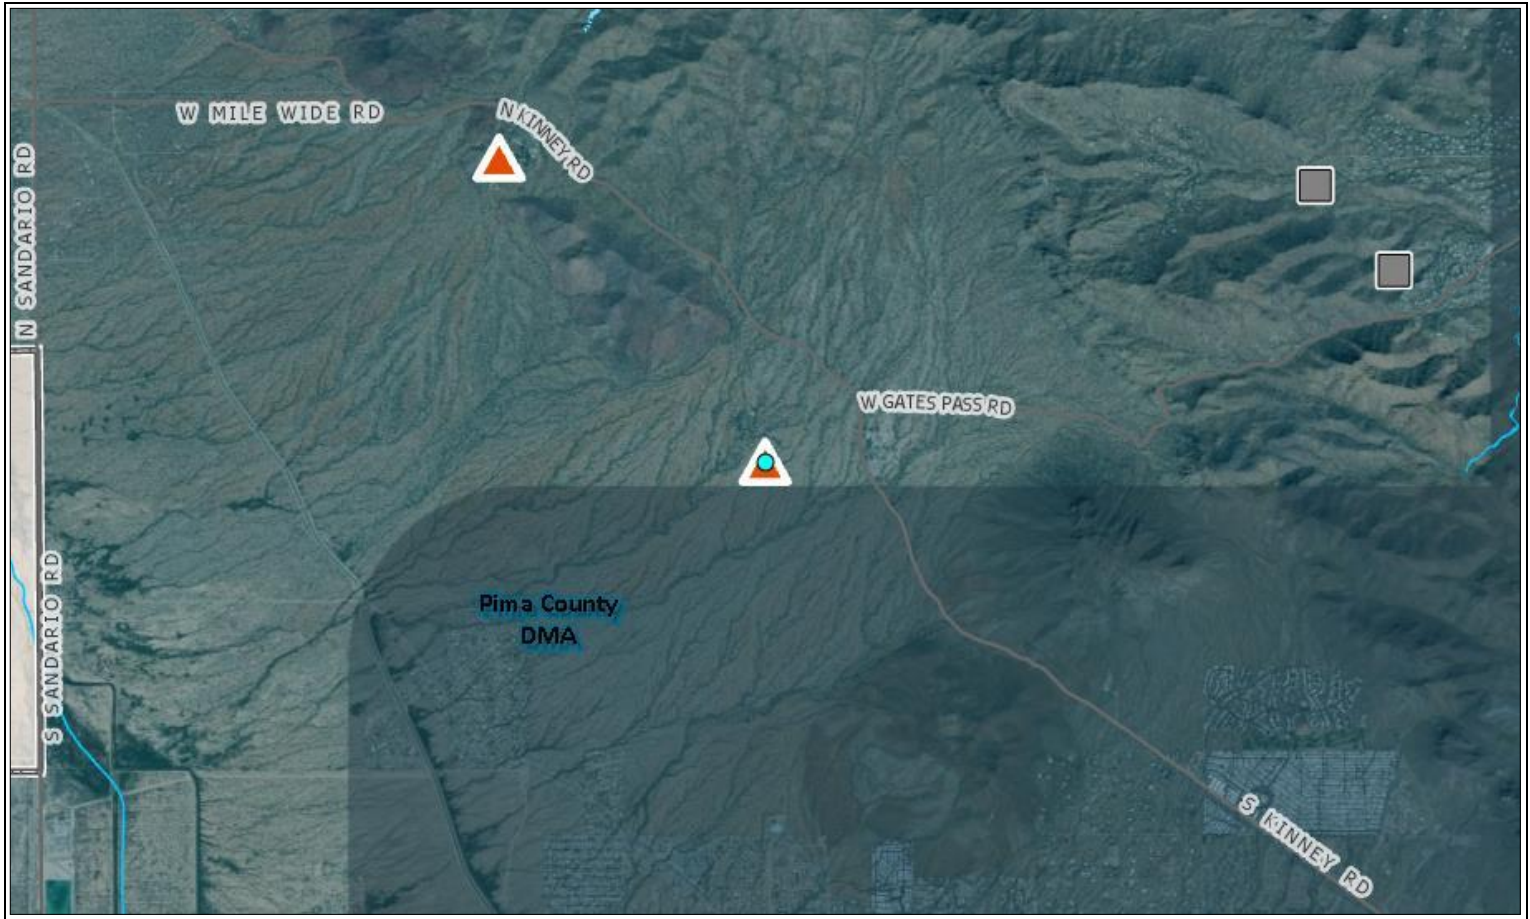 W MILE WIDE RD
N KINNEY RD
N SANDARIO RD
W GATES PASS RD
S SANDARIO RD
Pima County
DMA
S KINNEY RD